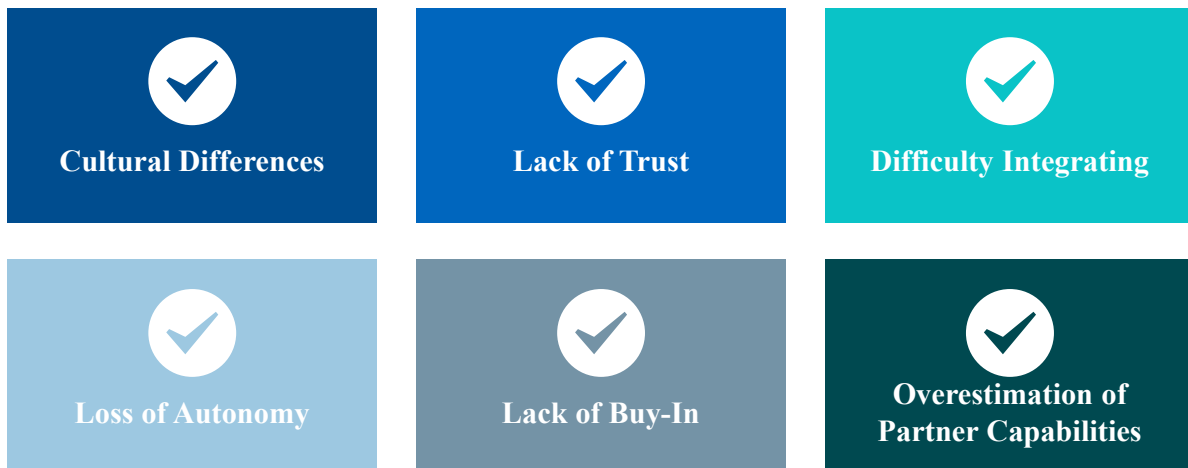 Cultural Differences
Lack of Trust
Difficulty Integrating
Loss of Autonomy
Lack of Buy-In
Overestimation of
Partner Capabilities